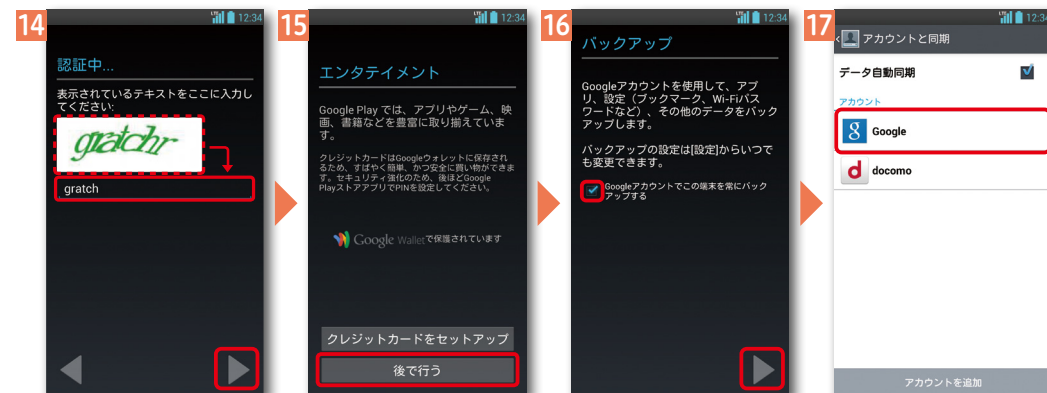 14
LTE 12:34
認証中...
表示されているテキストをここに入力し
てください:
gratchr
gratch
15
LTE 12:34
エンタテイメント
Google Play では、アプリやゲーム、映
画、書籍などを豊富に取り揃えていま
す。
クレジットカードはGoogleウォレットに保存され
るため、すばやく簡単、かつ安全に買い物ができま
す。セキュリティ強化のため、後ほどGoogle
PlayストアアプリでPINを設定してください。
Google Walletで保護されています
クレジットカードをセットアップ
後で行う
16
LTE 12:34
バックアップ
Googleアカウントを使用して、アプ
リ、設定（ブックマーク、Wi-Fiパス
ワードなど）、その他のデータをバック
アップします。
バックアップの設定は[設定]からいつで
も変更できます。
Googleアカウントでこの端末を常にバック
アップする
17
LTE 12:34
アカウントと同期
データ自動同期
アカウント
8 Google
d docomo
アカウントを追加